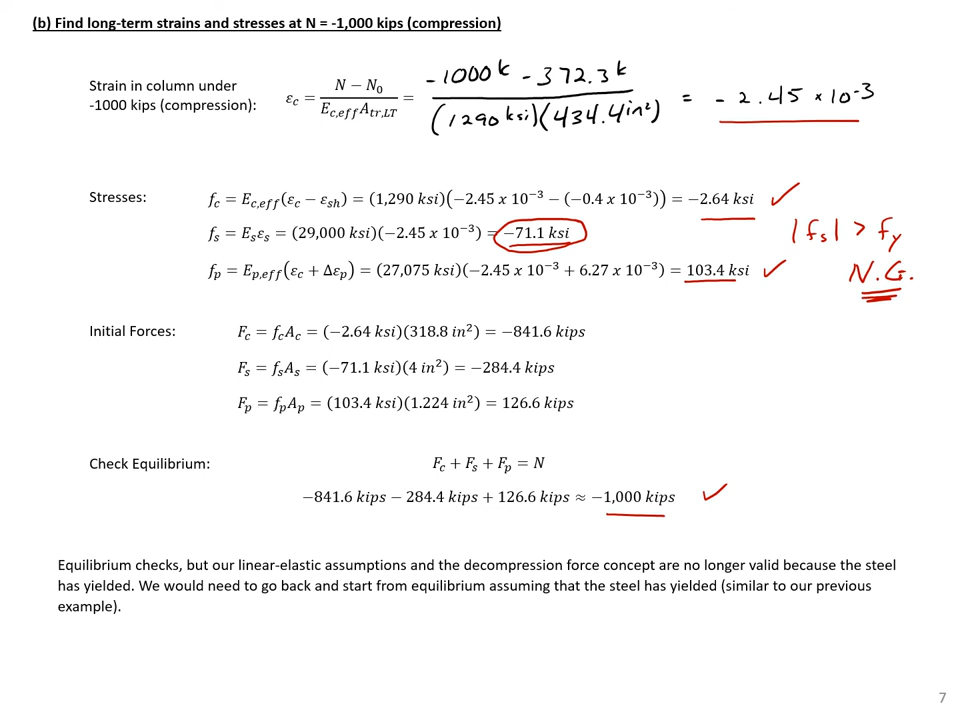 (b) Find long-term strains and stresses at N = -1,000 kips (compression)
Strain in column under
-1000 kips (compression):
εc = (N − N0) / (Ec,eff Atr,LT) = (-1000k - 372.3k) / ((1290 ksi)(434.4in²)) = -2.45 × 10^-3
Stresses:
fc = Ec,eff(εc − εsh) = (1,290 ksi)(−2.45 x 10^−3 − (−0.4 x 10^−3)) = −2.64 ksi ✓
fs = Esεs = (29,000 ksi)(−2.45 x 10^−3) = −71.1 ksi
|fs| > fy
fp = Ep,eff(εc + Δεp) = (27,075 ksi)(−2.45 x 10^−3 + 6.27 x 10^−3) = 103.4 ksi ✓
N.G.
Initial Forces:
Fc = fcAc = (−2.64 ksi)(318.8 in²) = −841.6 kips
Fs = fsAs = (−71.1 ksi)(4 in²) = −284.4 kips
Fp = fpAp = (103.4 ksi)(1.224 in²) = 126.6 kips
Check Equilibrium:
Fc + Fs + Fp = N
−841.6 kips − 284.4 kips + 126.6 kips ≈ −1,000 kips ✓
Equilibrium checks, but our linear-elastic assumptions and the decompression force concept are no longer valid because the steel
has yielded. We would need to go back and start from equilibrium assuming that the steel has yielded (similar to our previous
example).
7